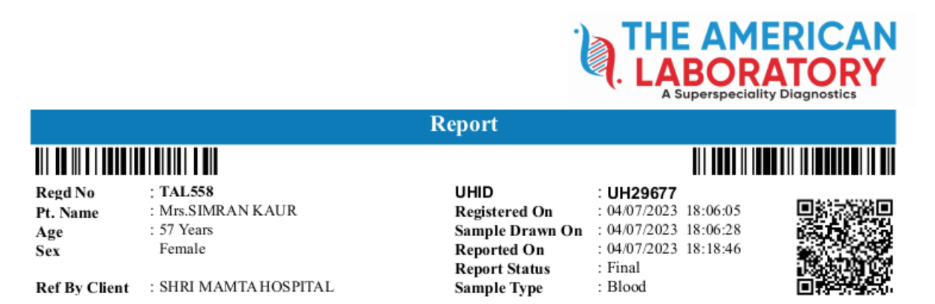 THE AMERICAN
LABORATORY
A Superspeciality Diagnostics
Report
Regd No : TAL558
Pt. Name : Mrs.SIMRAN KAUR
Age : 57 Years
Sex Female
Ref By Client : SHRI MAMTA HOSPITAL
UHID : UH29677
Registered On : 04/07/2023 18:06:05
Sample Drawn On : 04/07/2023 18:06:28
Reported On : 04/07/2023 18:18:46
Report Status : Final
Sample Type : Blood